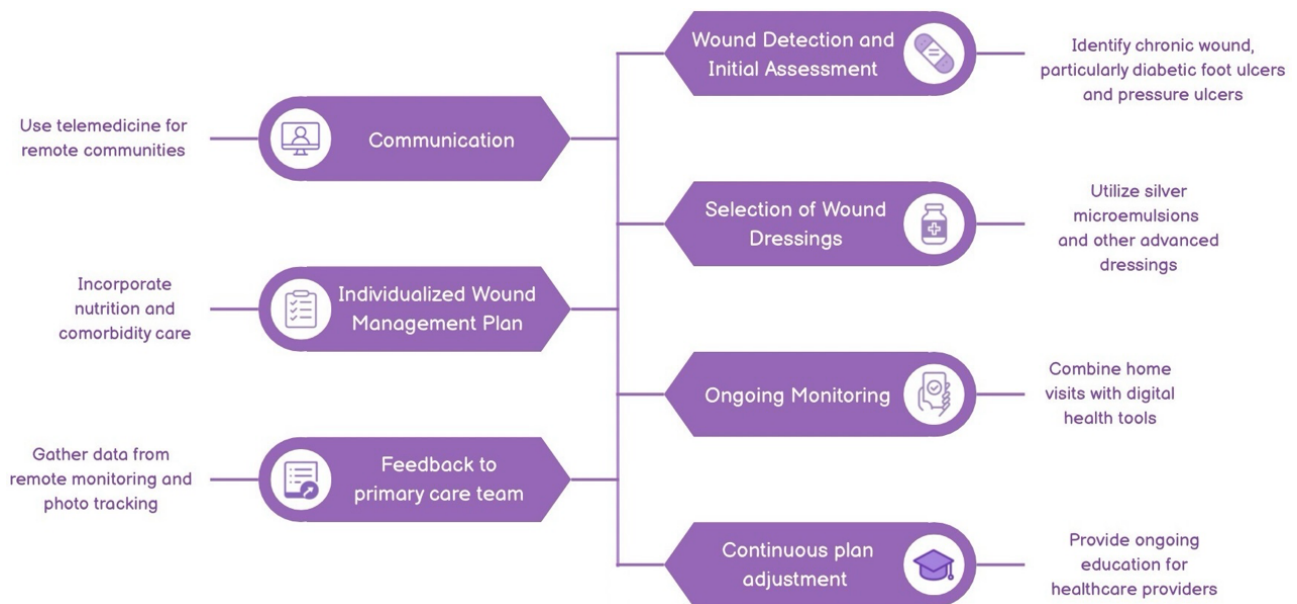 Wound Detection and
Initial Assessment
Identify chronic wound,
particularly diabetic foot ulcers
and pressure ulcers
Use telemedicine for
remote communities
Communication
Selection of Wound
Dressings
Utilize silver
microemulsions
and other advanced
dressings
Incorporate
nutrition and
comorbidity care
Individualized Wound
Management Plan
Ongoing Monitoring
Combine home
visits with digital
health tools
Gather data from
remote monitoring and
photo tracking
Feedback to
primary care team
Continuous plan
adjustment
Provide ongoing
education for
healthcare providers